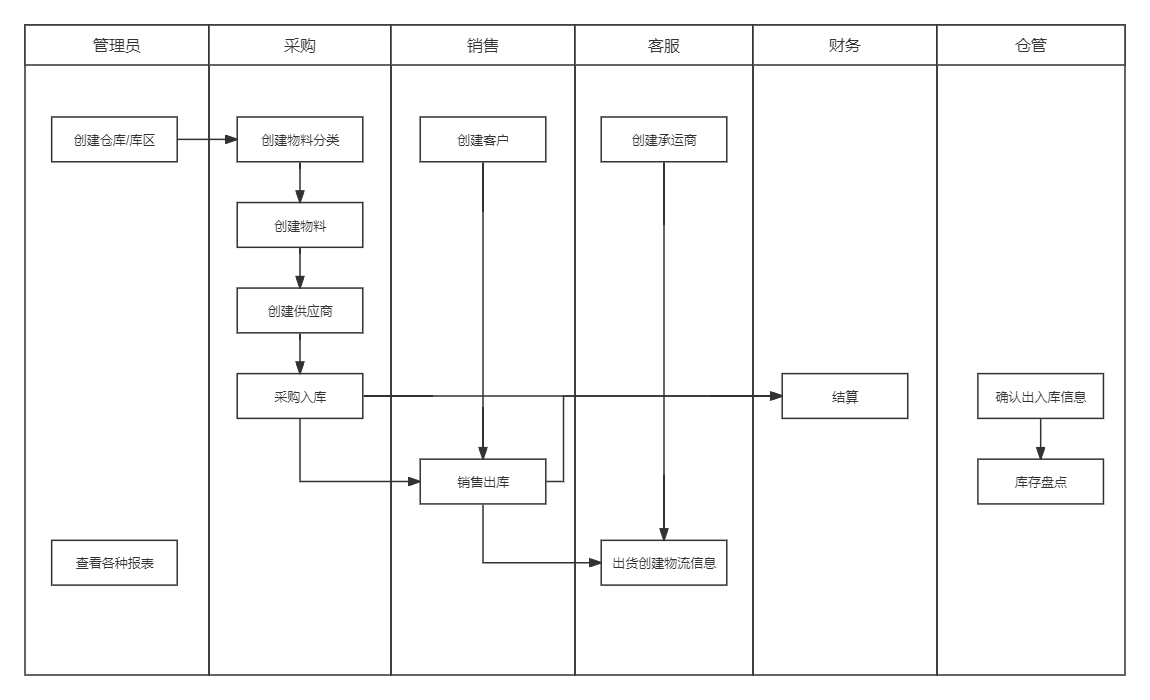 管理员
采购
销售
客服
财务
仓管
创建仓库/库区
创建物料分类
创建客户
创建承运商
创建物料
创建供应商
采购入库
结算
确认出入库信息
销售出库
库存盘点
查看各种报表
出货创建物流信息